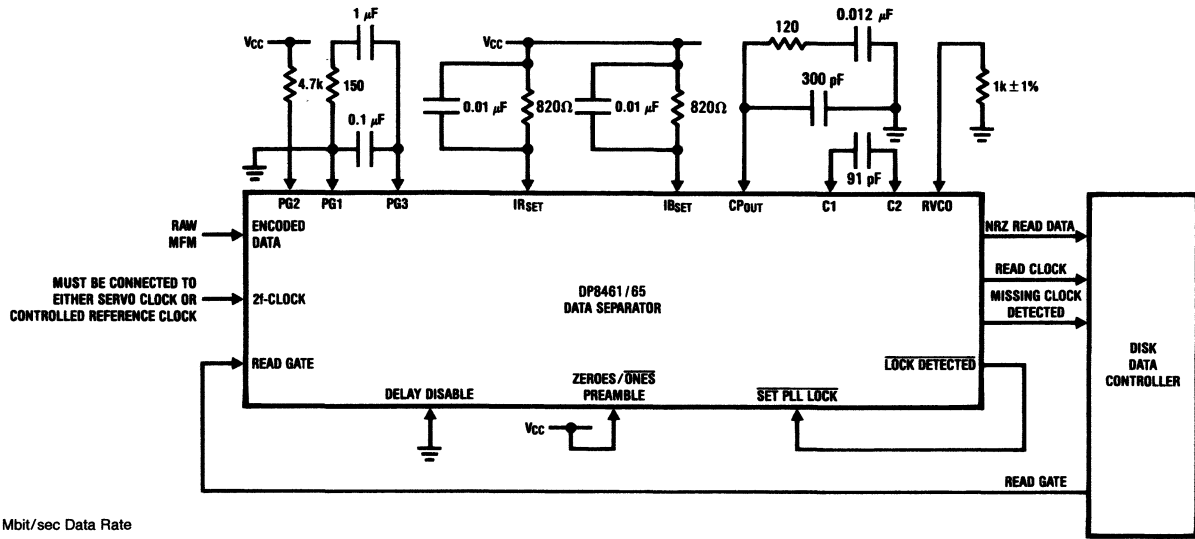 1 µF
120
0.012 µF
VCC
VCC
4.7k
150
300 pF
1k ± 1%
0.01 µF
820Ω
0.01 µF
820Ω
0.1 µF
91 pF
PG2
PG1
PG3
IRSET
IBSET
CPOUT
C1
C2
RVCO
RAW
MFM
ENCODED
DATA
NRZ READ DATA
READ CLOCK
MUST BE CONNECTED TO
EITHER SERVO CLOCK OR
CONTROLLED REFERENCE CLOCK
2f-CLOCK
DP8461/65
DATA SEPARATOR
MISSING CLOCK
DETECTED
DISK
DATA
CONTROLLER
READ GATE
LOCK DETECTED
DELAY DISABLE
ZEROES/ONES
PREAMBLE
SET PLL LOCK
VCC
READ GATE
Mbit/sec Data Rate